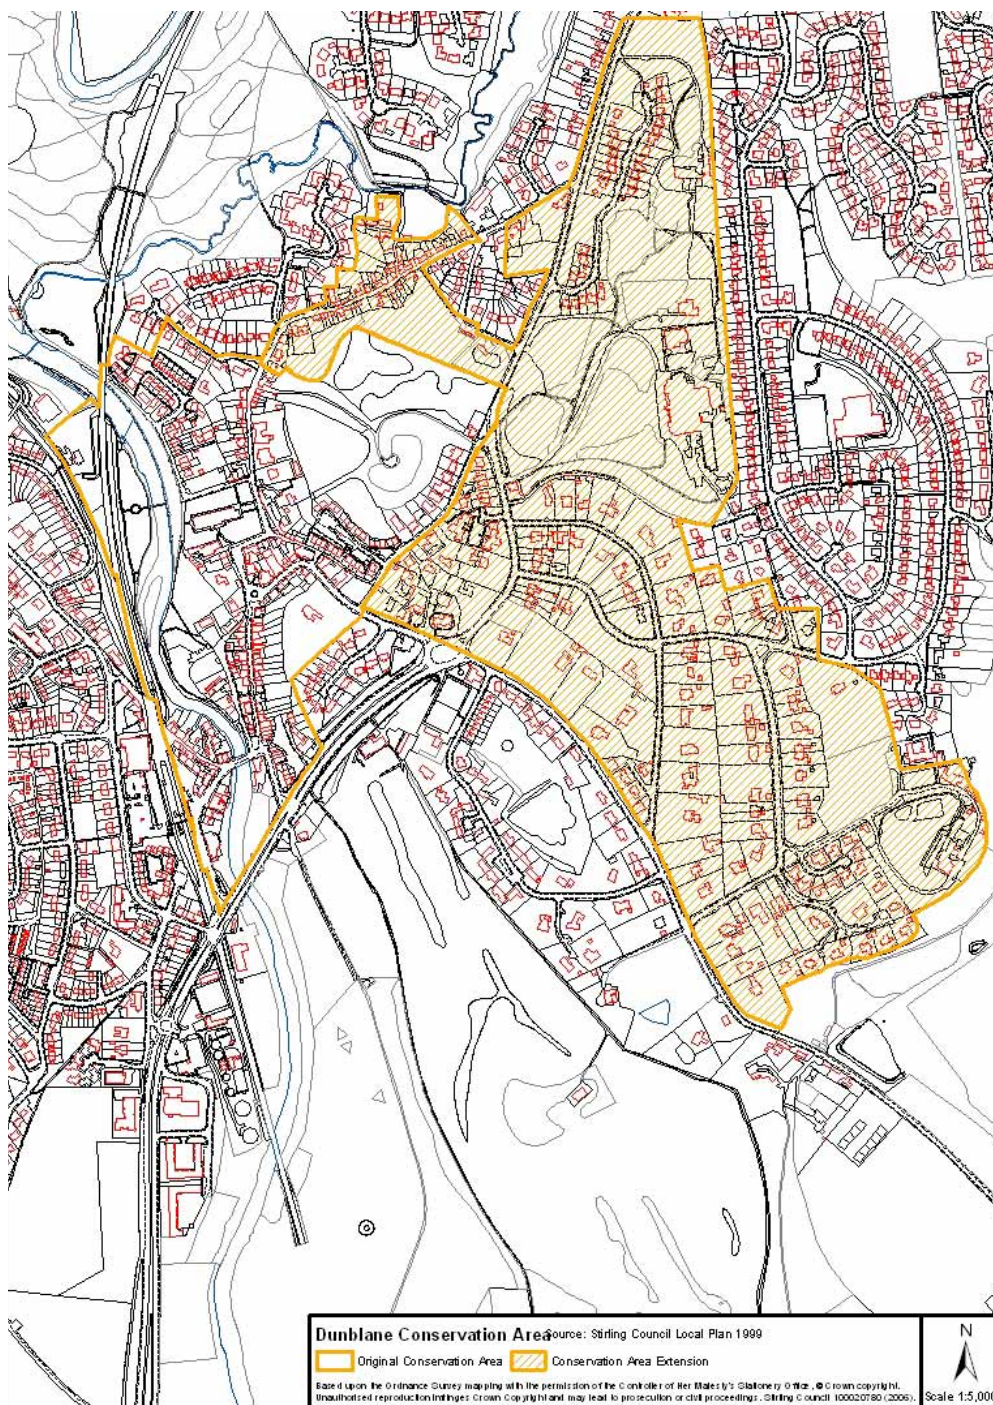 Dunblane Conservation Area Source: Stirling Council Local Plan 1999
Original Conservation Area Conservation Area Extension
Based upon the Ordnance Survey mapping with the permission of the Controller of Her Majesty's Stationery Office, © Crown copyright.
Unauthorised reproduction infringes Crown Copyright and may lead to prosecution or civil proceedings. Stirling Council 100020780 (2006).
N
Scale 1:5,000